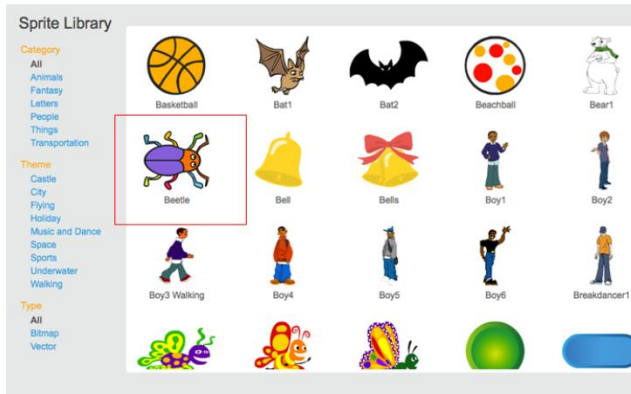 Sprite Library
Category
All
Animals
Fantasy
Letters
People
Things
Transportation
Theme
Castle
City
Flying
Holiday
Music and Dance
Space
Sports
Underwater
Walking
Type
All
Bitmap
Vector
Basketball
Bat1
Bat2
Beachball
Bear1
Beetle
Bell
Bells
Boy1
Boy2
Boy3 Walking
Boy4
Boy5
Boy6
Breakdancer1